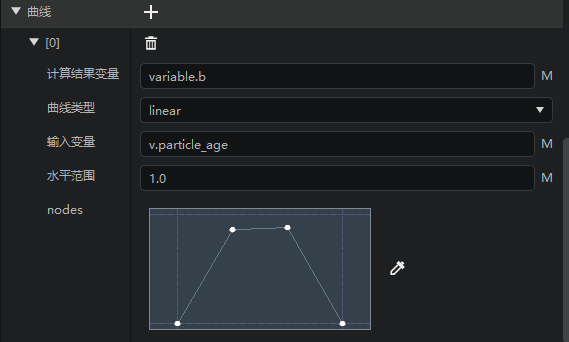 曲线
[0]
计算结果变量 variable.b M
曲线类型 linear
输入变量 v.particle_age M
水平范围 1.0 M
nodes